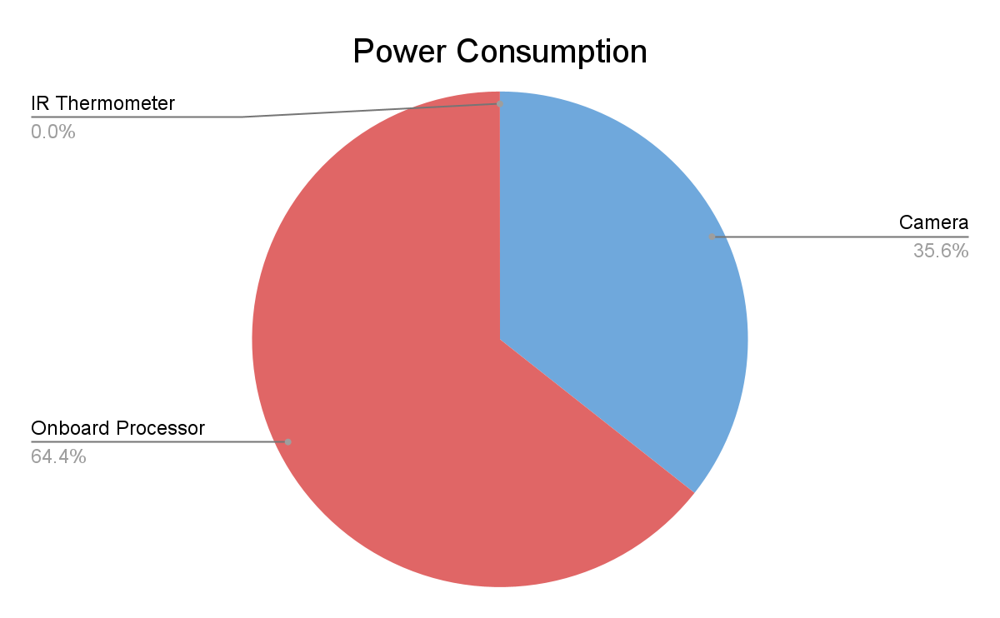 Power Consumption
IR Thermometer
0.0%
Camera
35.6%
Onboard Processor
64.4%